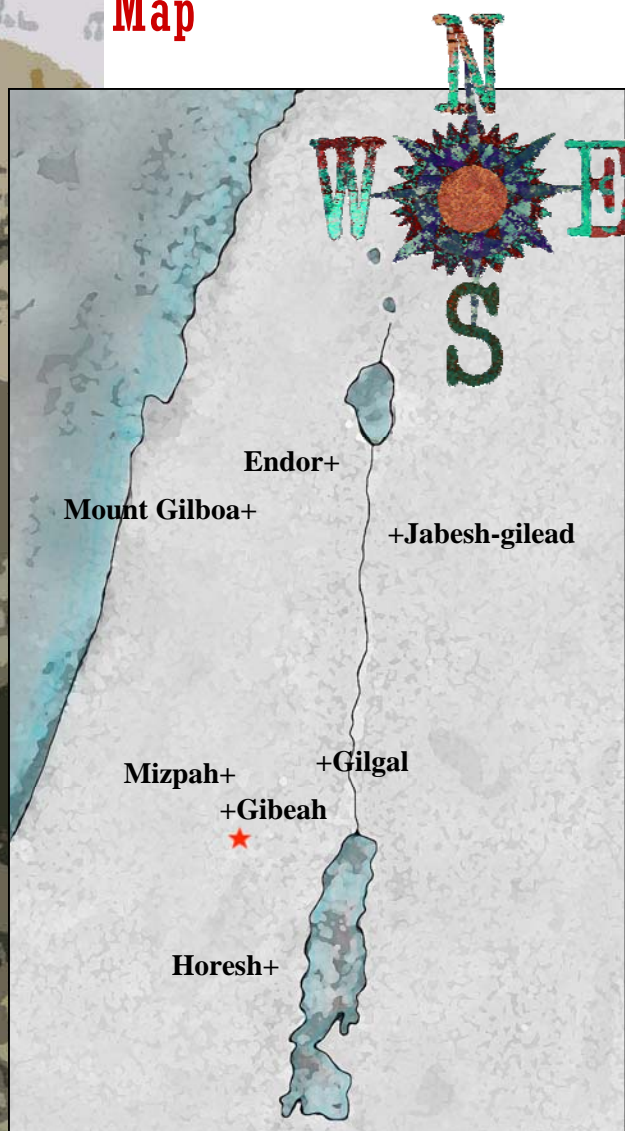 Map
N
W E
S
Endor+
Mount Gilboa+
+Jabesh-gilead
+Gilgal
Mizpah+
+Gibeah
Horesh+